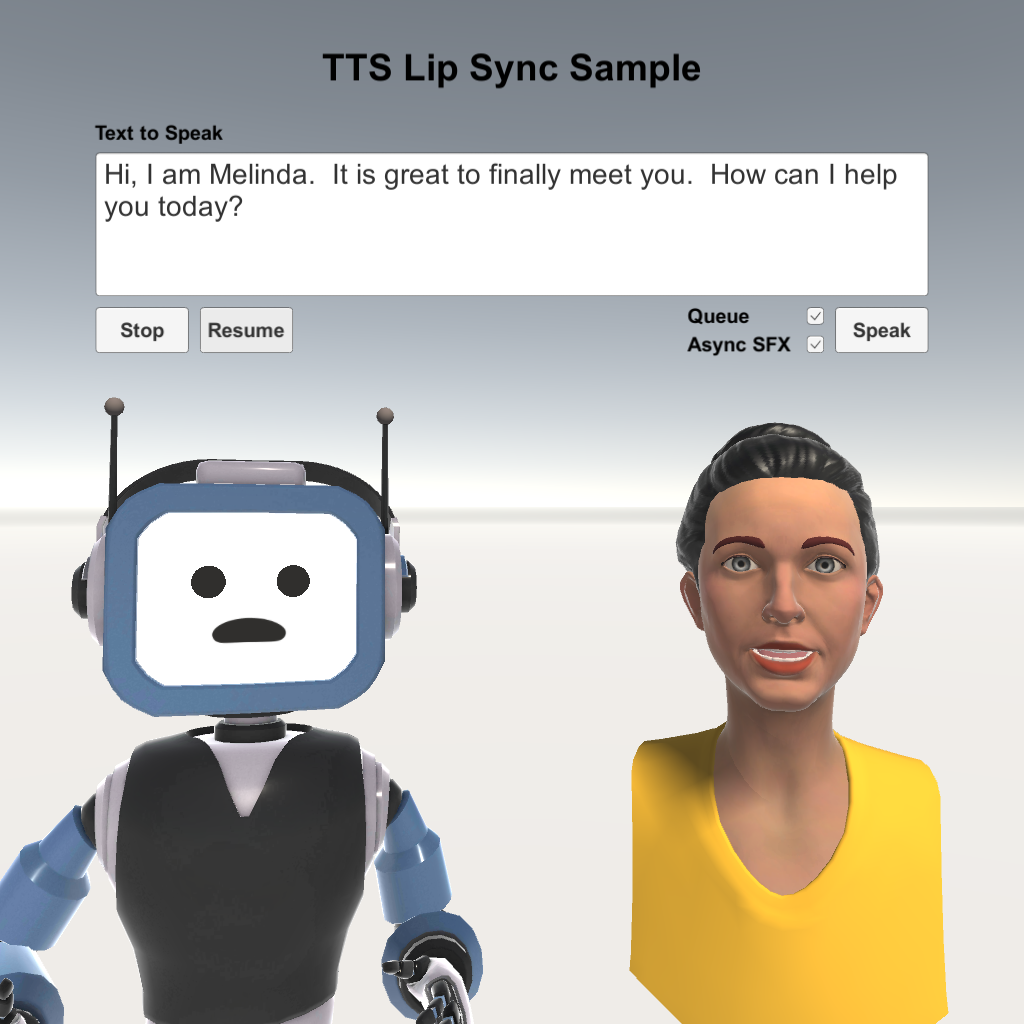 TTS Lip Sync Sample
Text to Speak
Hi, I am Melinda.  It is great to finally meet you.  How can I help
you today?
Stop
Resume
Queue
Async SFX
Speak